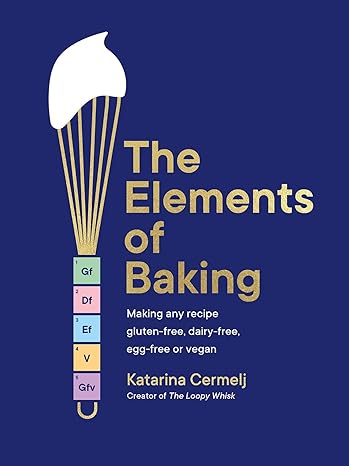 The
Elements
of
Baking
Making any recipe
gluten-free, dairy-free,
egg-free or vegan
Katarina Cermelj
Creator of The Loopy Whisk
1
Gf
2
Df
3
Ef
4
V
5
Gfv